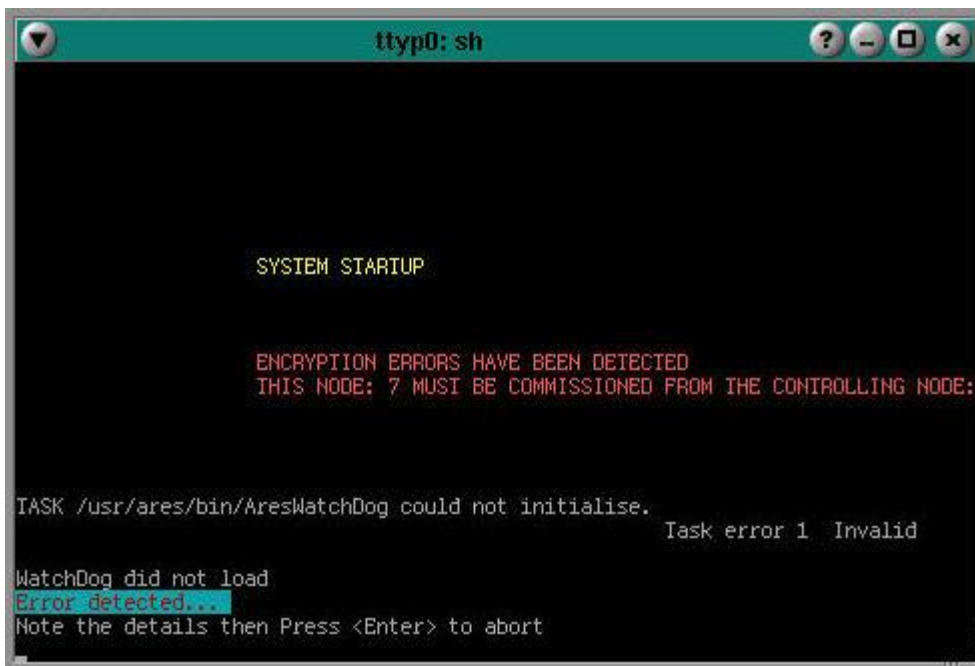 ttyp0: sh
SYSTEM STARTUP
ENCRYPTION ERRORS HAVE BEEN DETECTED
THIS NODE: 7 MUST BE COMMISSIONED FROM THE CONTROLLING NODE:
TASK /usr/ares/bin/AresWatchDog could not initialise.
Task error 1 Invalid
WatchDog did not load
Error detected...
Note the details then Press <Enter> to abort